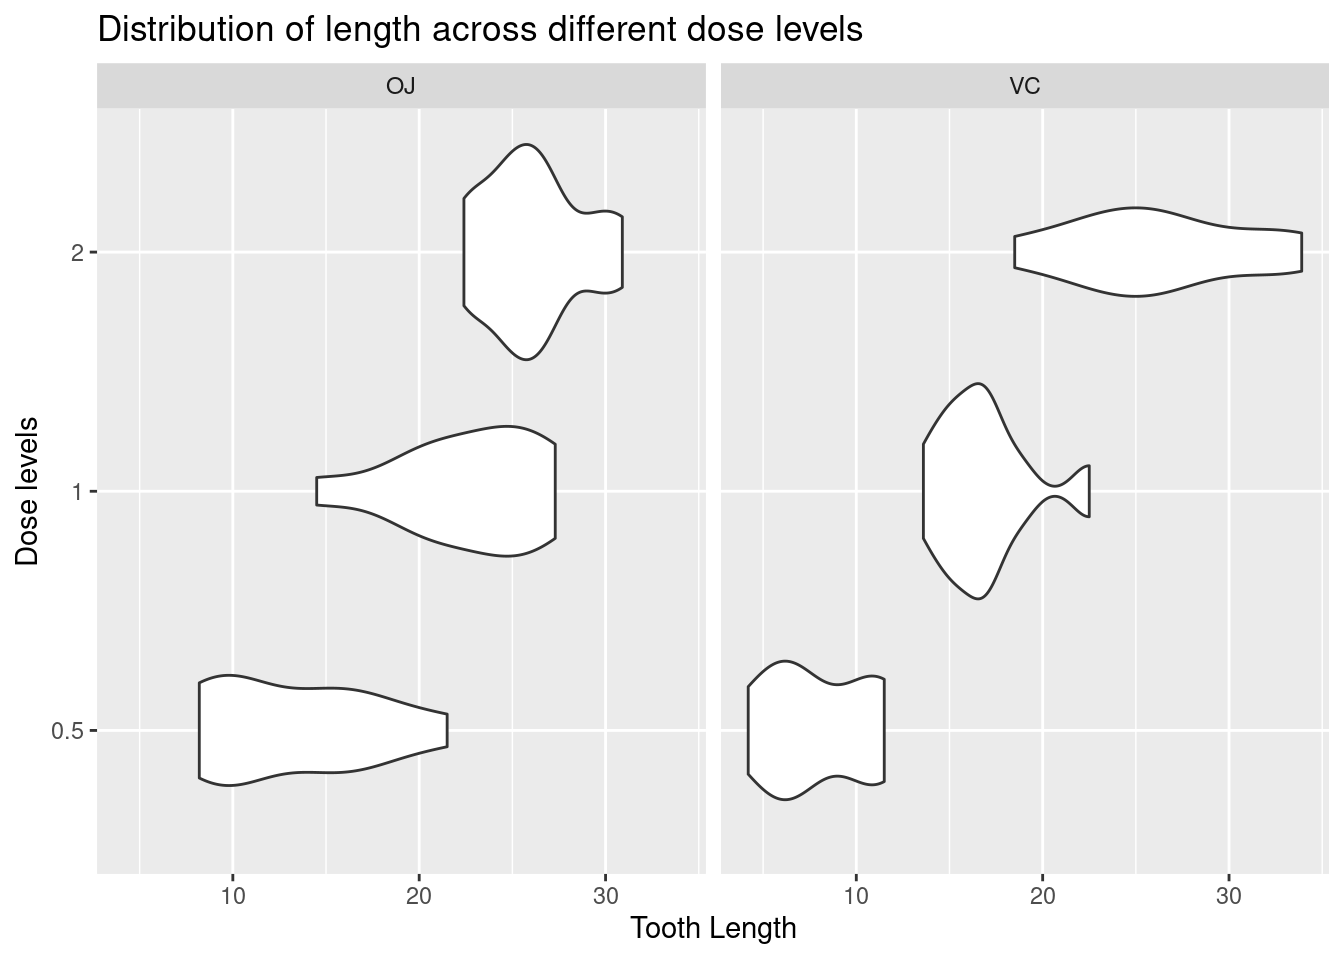 Distribution of length across different dose levels
OJ
VC
Dose levels
2
1
0.5
10
20
30
10
20
30
Tooth Length